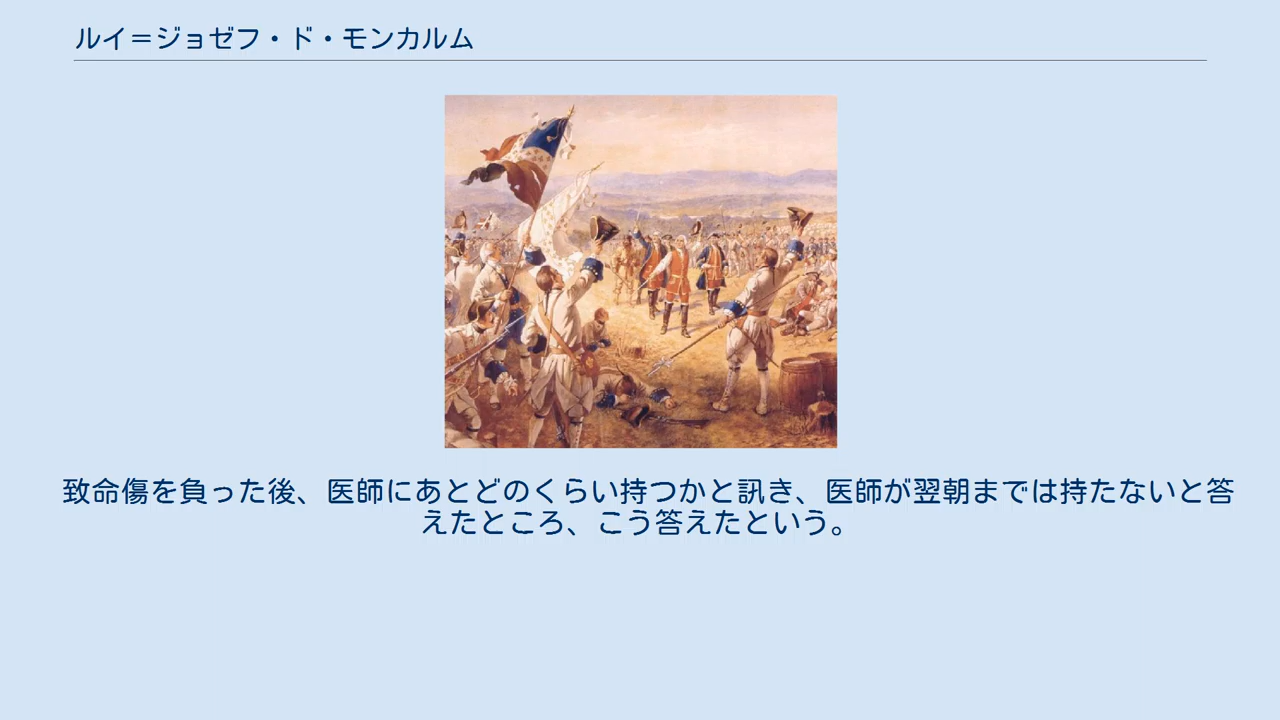 ルイ＝ジョゼフ・ド・モンカルム
致命傷を負った後、医師にあとどのくらい持つかと訊き、医師が翌朝までは持たないと答
えたところ、こう答えたという。